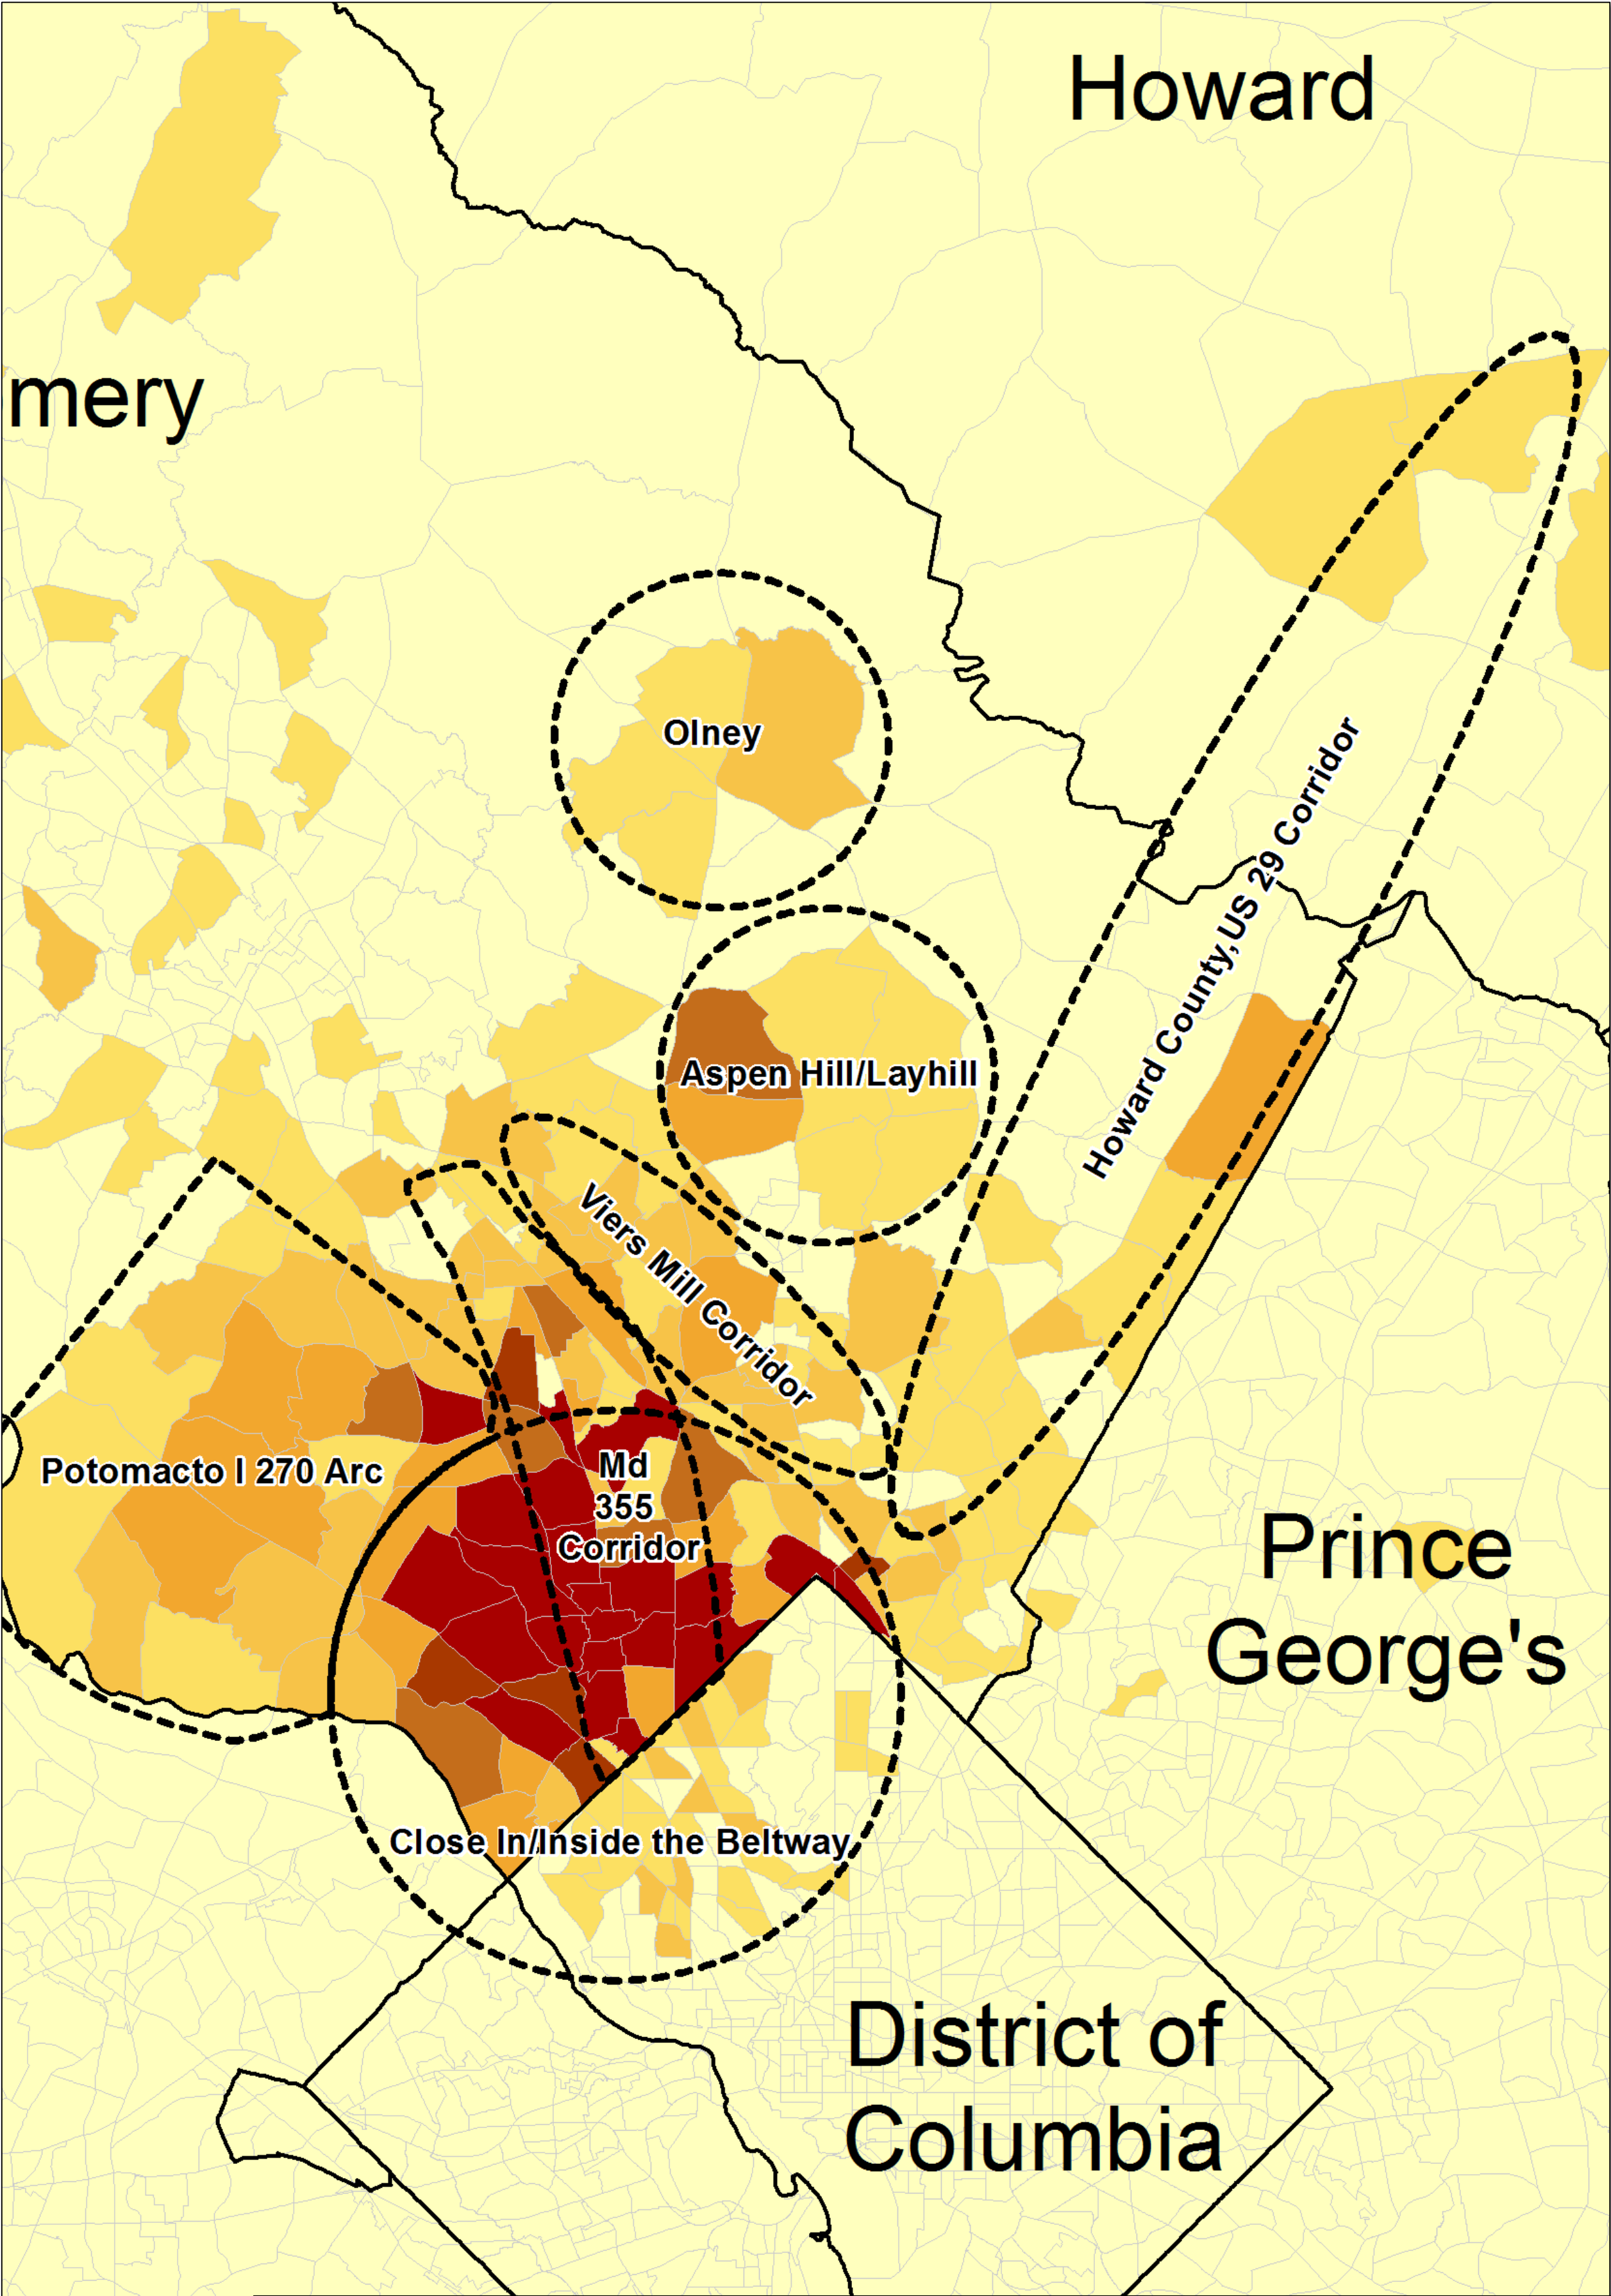 Howard
mery
Olney
Howard County,US 29 Corridor
Aspen Hill/Layhill
Viers Mill Corridor
Potomacto I 270 Arc
Md
355
Corridor
Prince
George's
Close In/Inside the Beltway
District of
Columbia